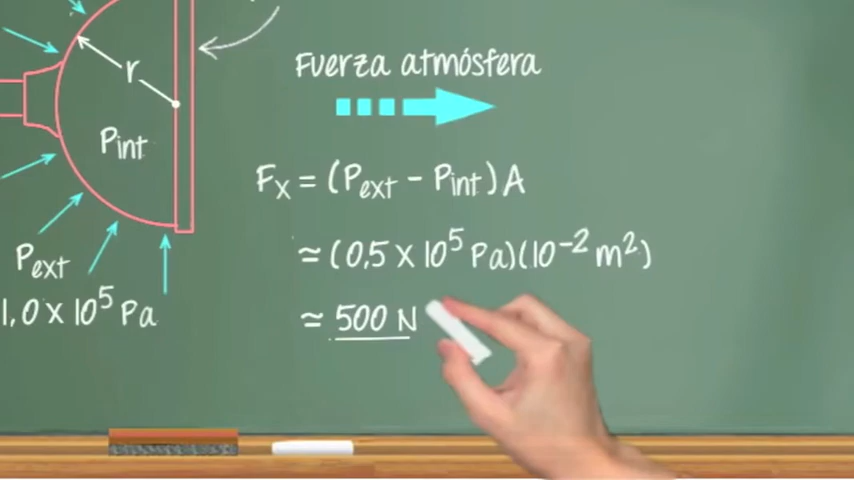 r
Pint
Pext
1,0 x 10⁵ Pa
Fuerza atmósfera
Fx = (Pext - Pint) A
≈ (0,5 x 10⁵ Pa)(10⁻² m²)
≈ 500 N